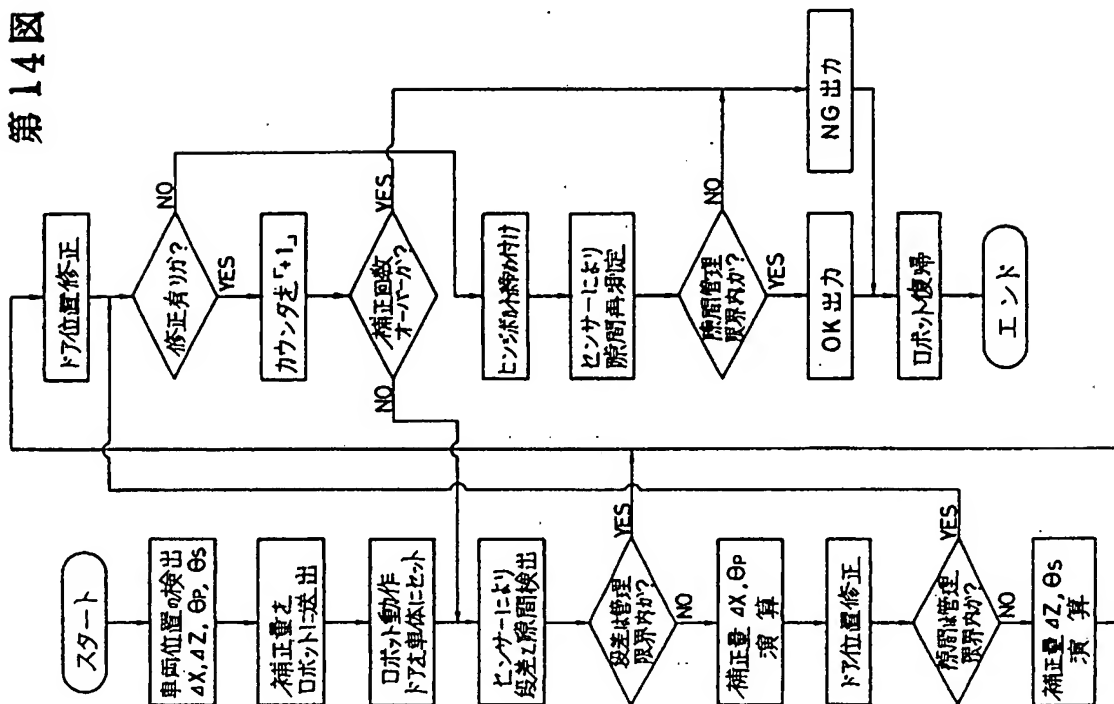 第14図
スタート
車両位置の検出
ΔX, ΔZ, θP, θS
補正量を
ロボットに送出
ロボット動作
ドアを車体にセット
センサーにより
段差と隙間検出
段差は管理
限界内か?
YES
NO
補正量 ΔX, θP
演算
ドア位置修正
隙間は管理
限界内か?
YES
NO
補正量 ΔZ, θS
演算
ドア位置修正
修正有りか?
NO
YES
カウンタを「+1」
補正回数
オーバーか?
YES
NO
ヒンジボルト締め付け
センサーにより
隙間再測定
隙間管理
限界内か?
NO
YES
OK出力
NG出力
ロボット復帰
エンド